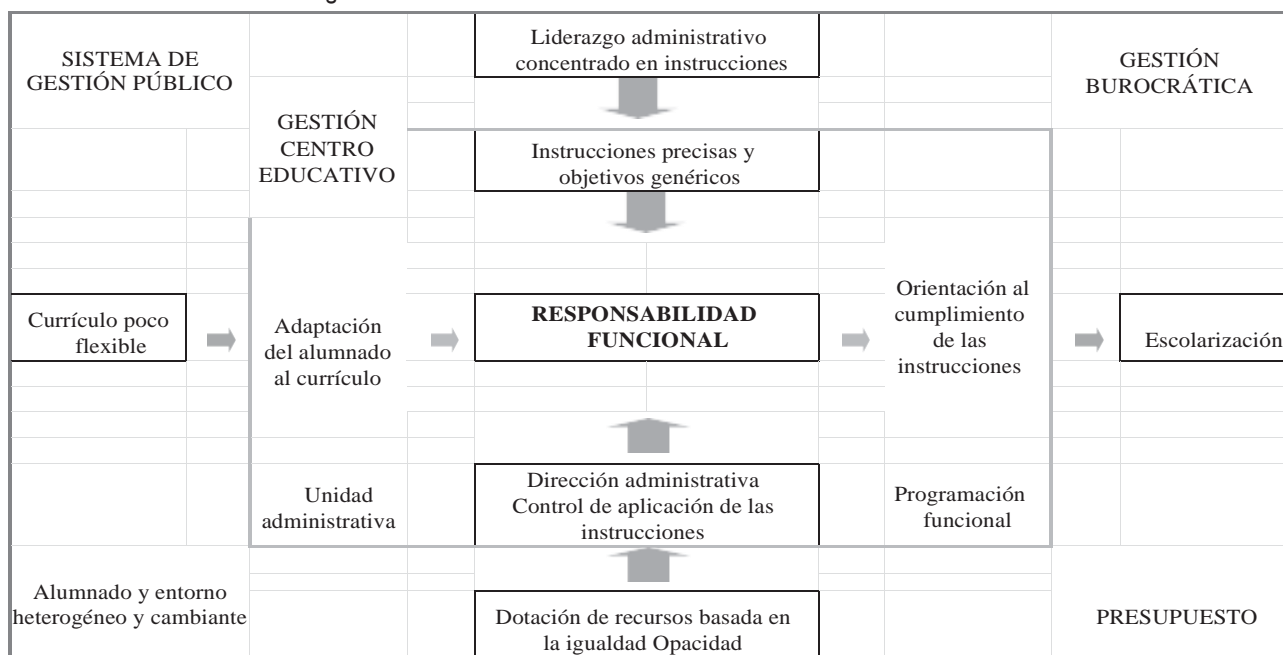 SISTEMA DE
GESTIÓN PÚBLICO
Liderazgo administrativo
concentrado en instrucciones
GESTIÓN
BUROCRÁTICA
GESTIÓN
CENTRO
EDUCATIVO
Instrucciones precisas y
objetivos genéricos
Currículo poco
flexible
Adaptación
del alumnado
al currículo
RESPONSABILIDAD
FUNCIONAL
Orientación al
cumplimiento
de las
instrucciones
Escolarización
Unidad
administrativa
Dirección administrativa
Control de aplicación de las
instrucciones
Programación
funcional
Alumnado y entorno
heterogéneo y cambiante
Dotación de recursos basada en
la igualdad Opacidad
PRESUPUESTO